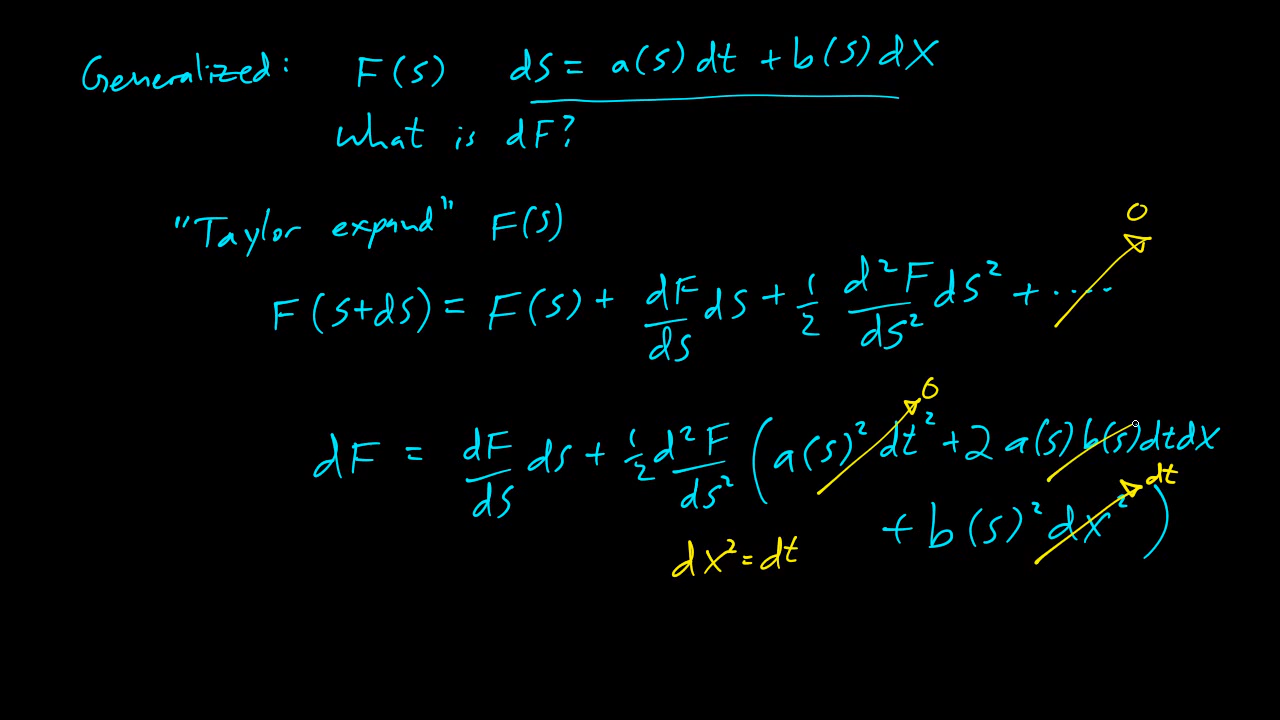 Generalized: F(s) ds = a(s) dt + b(s) dX
What is dF?
"Taylor expand" F(s)
0
F(s+ds) = F(s) + dF/ds ds + 1/2 d²F/ds² ds² + ....
0
dF = dF/ds ds + 1/2 d²F/ds² (a(s)² dt² + 2 a(s) b(s) dt dX
dt
+ b(s)² dx²)
dx² = dt